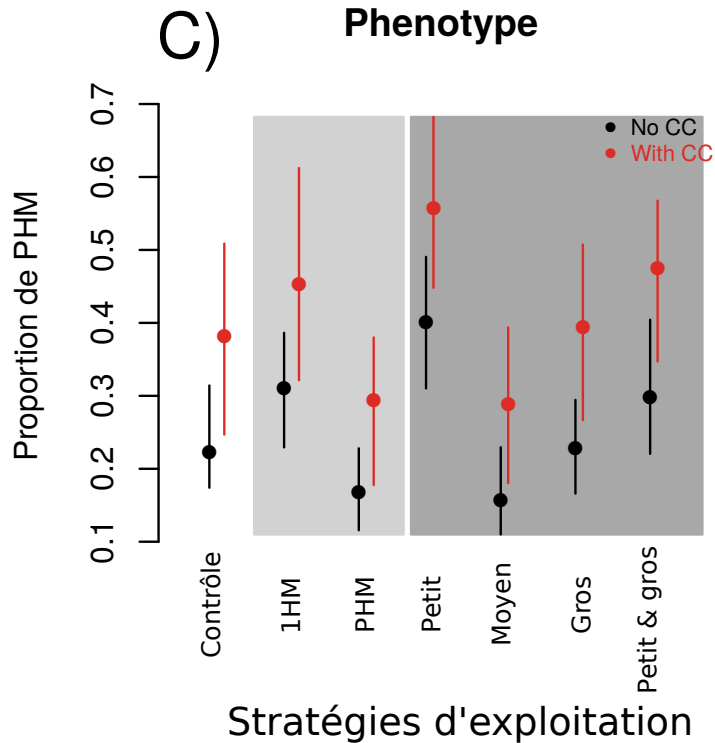 C)
Phenotype
No CC
With CC
Proportion de PHM
0.7
0.6
0.5
0.4
0.3
0.2
0.1
Contrôle
1HM
PHM
Petit
Moyen
Gros
Petit & gros
Stratégies d'exploitation